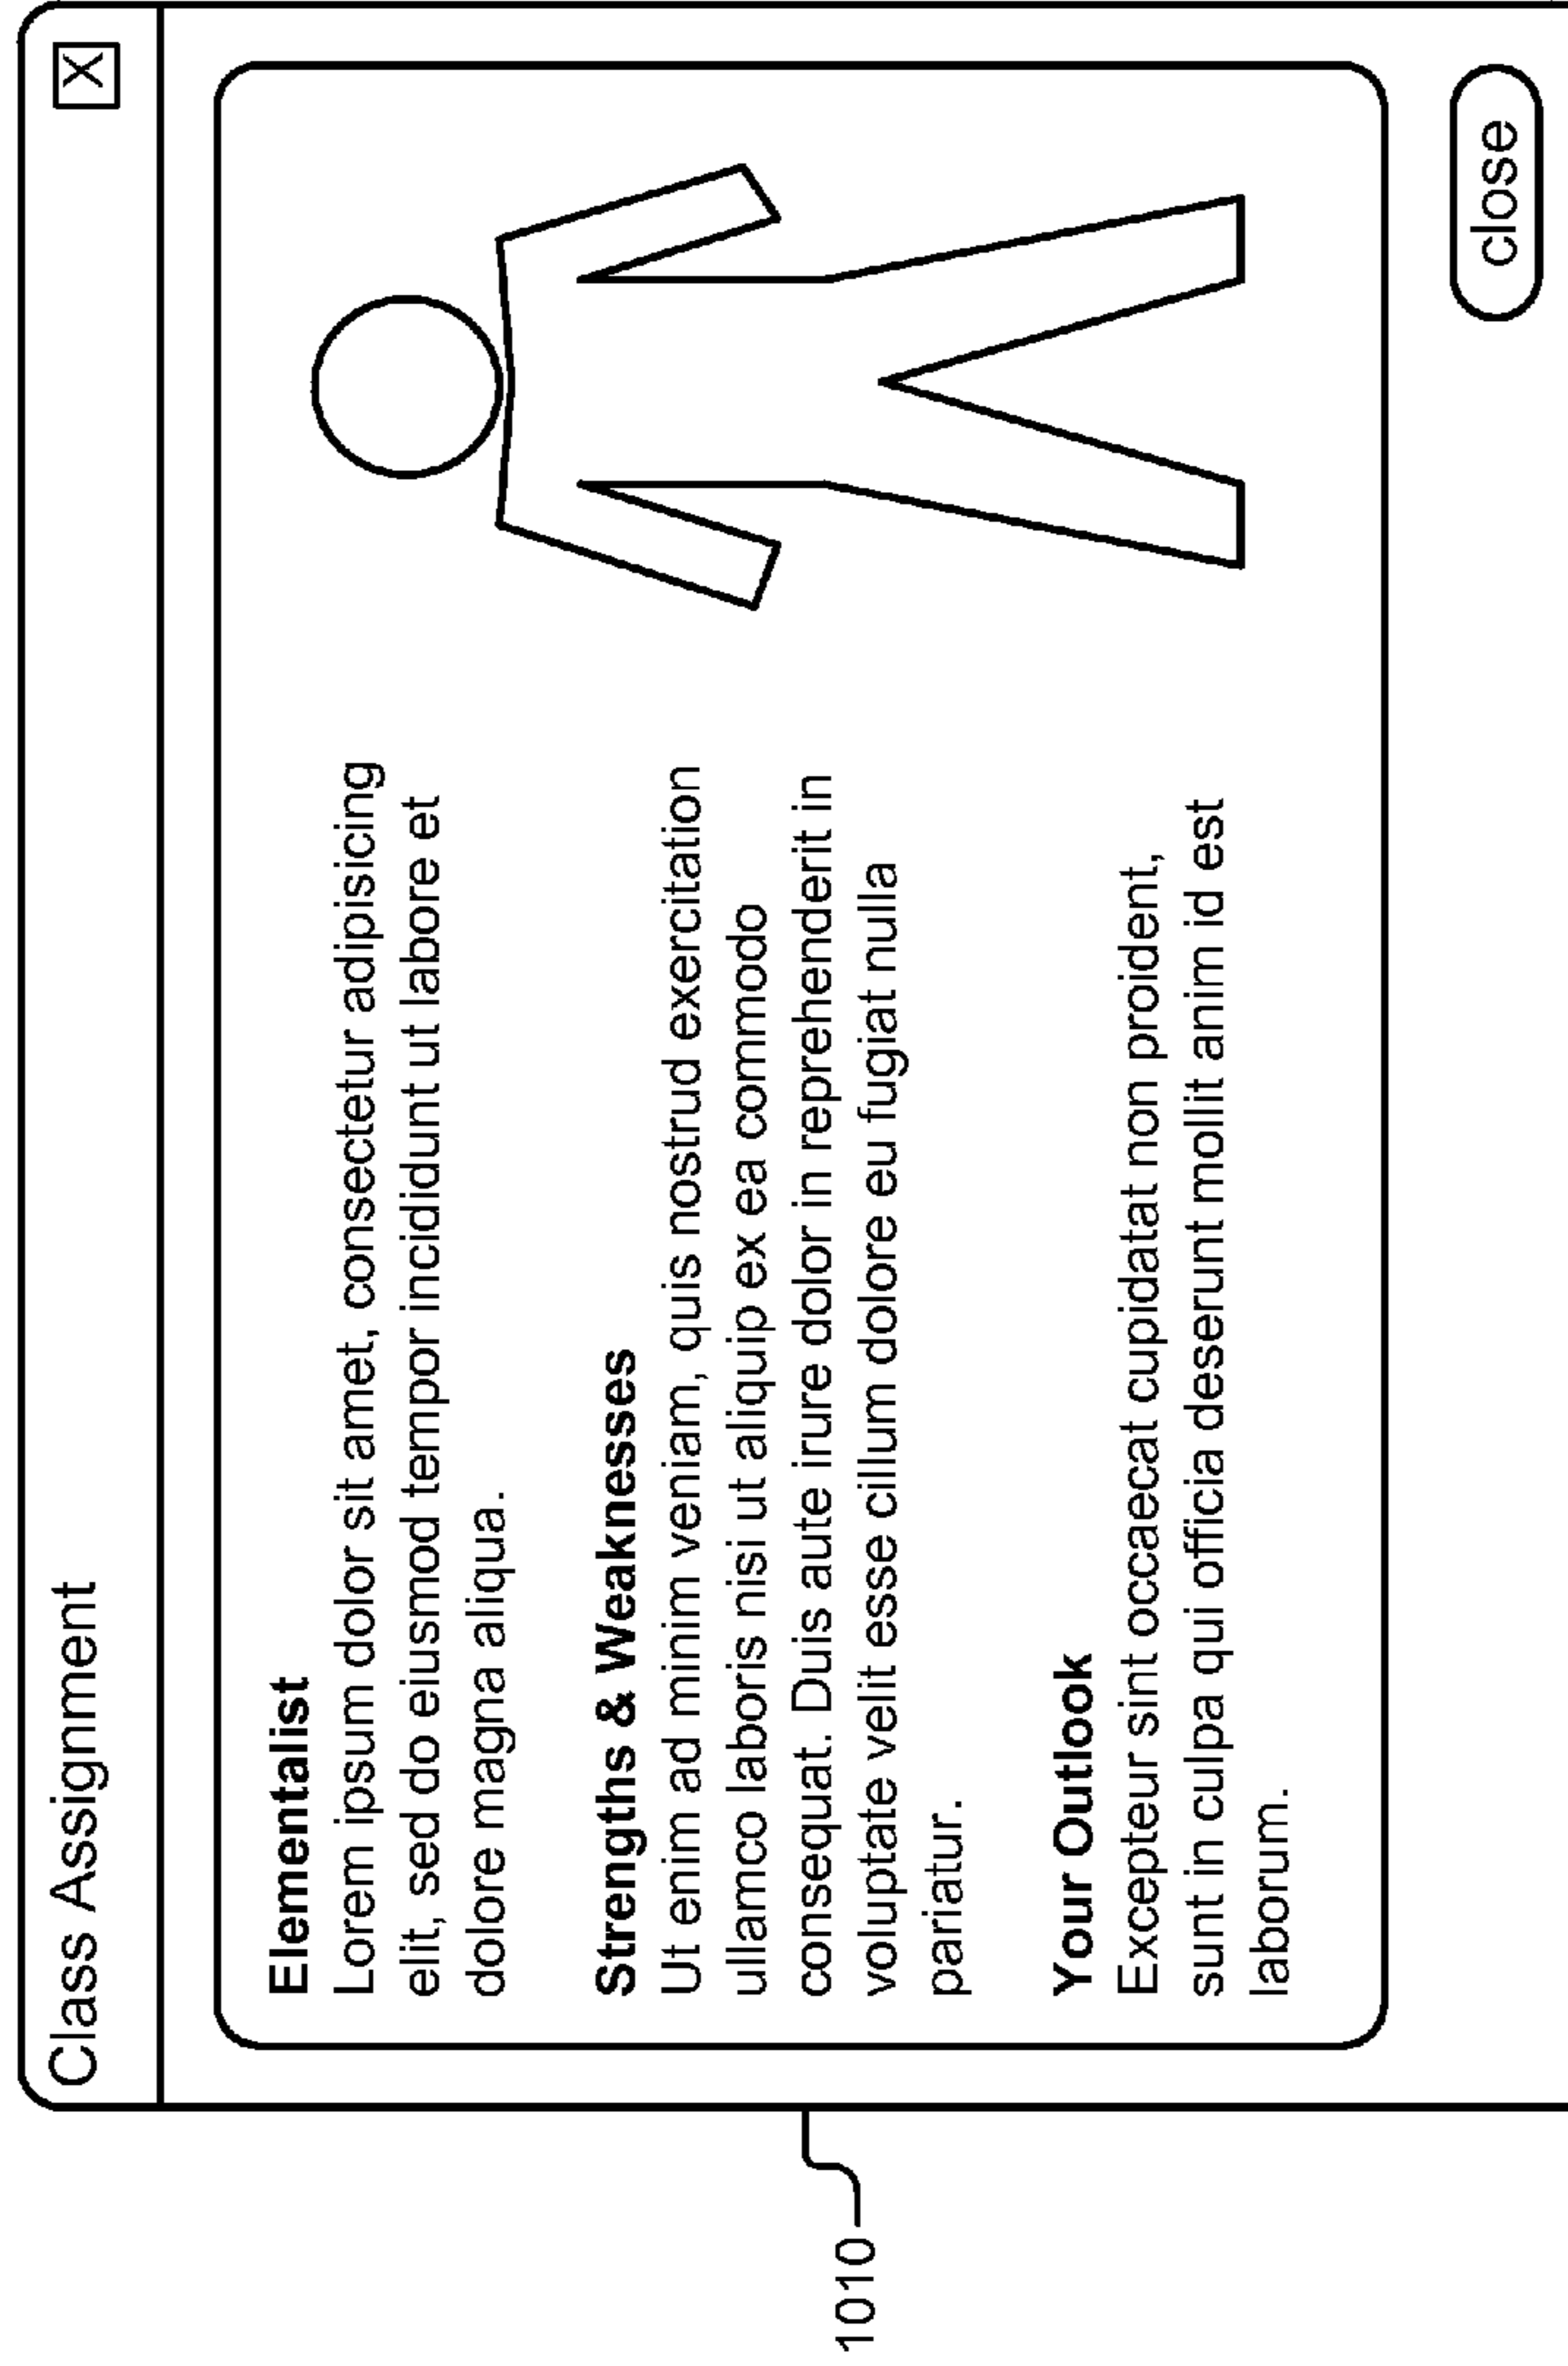 Class Assignment
X
Elementalist
Lorem ipsum dolor sit amet, consectetur adipisicing
elit, sed do eiusmod tempor incididunt ut labore et
dolore magna aliqua.
Strengths & Weaknesses
Ut enim ad minim veniam, quis nostrud exercitation
ullamco laboris nisi ut aliquip ex ea commodo
consequat. Duis aute irure dolor in reprehenderit in
voluptate velit esse cillum dolore eu fugiat nulla
pariatur.
Your Outlook
Excepteur sint occaecat cupidatat non proident,
sunt in culpa qui officia deserunt mollit anim id est
laborum.
close
1010